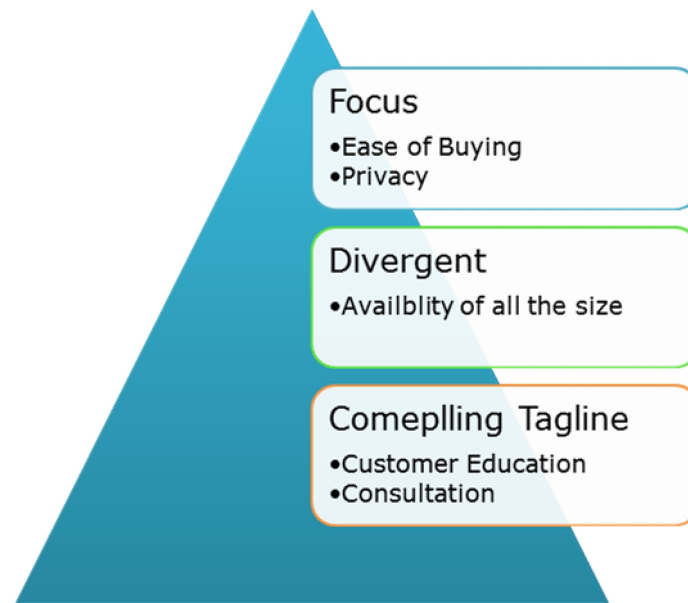 Focus
•Ease of Buying
•Privacy
Divergent
•Availblity of all the size
Comeplling Tagline
•Customer Education
•Consultation